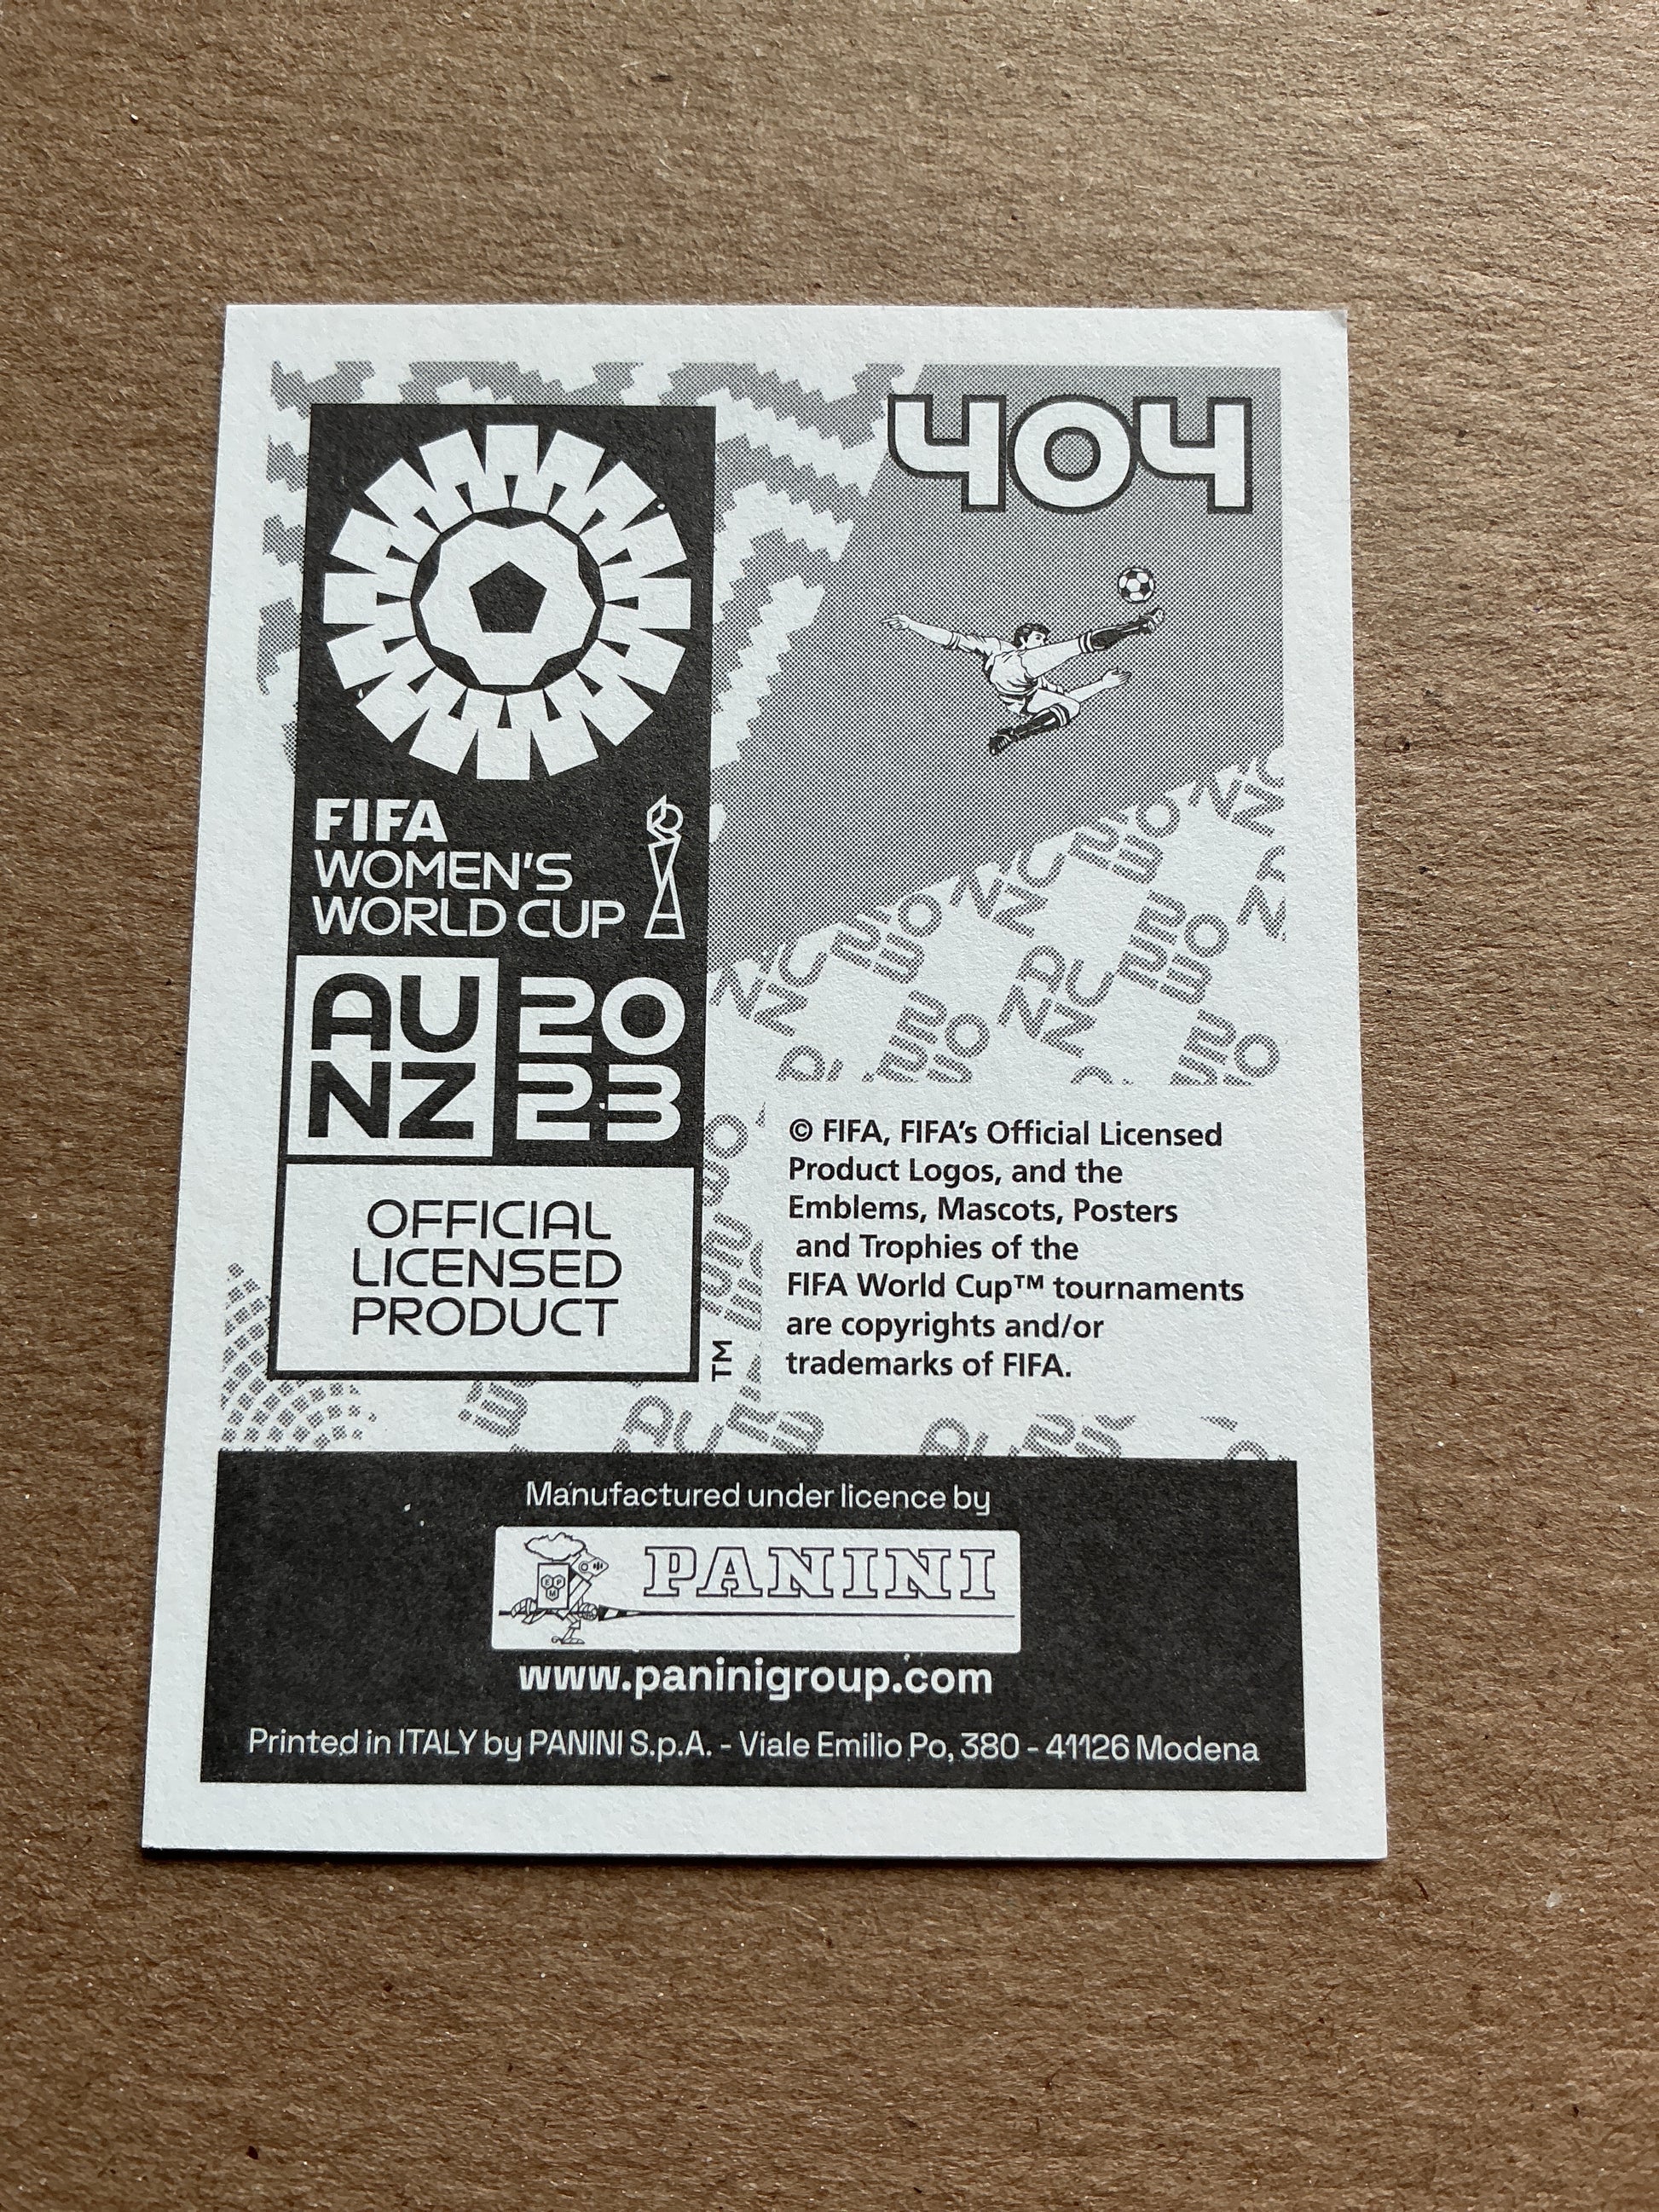 404
FIFA
WOMEN'S
WORLD CUP
AU
NZ
20
23
OFFICIAL
LICENSED
PRODUCT
TM
© FIFA, FIFA's Official Licensed
Product Logos, and the
Emblems, Mascots, Posters
and Trophies of the
FIFA World Cup™ tournaments
are copyrights and/or
trademarks of FIFA.
Manufactured under licence by
PANINI
www.paninigroup.com
Printed in ITALY by PANINI S.p.A. - Viale Emilio Po, 380 - 41126 Modena